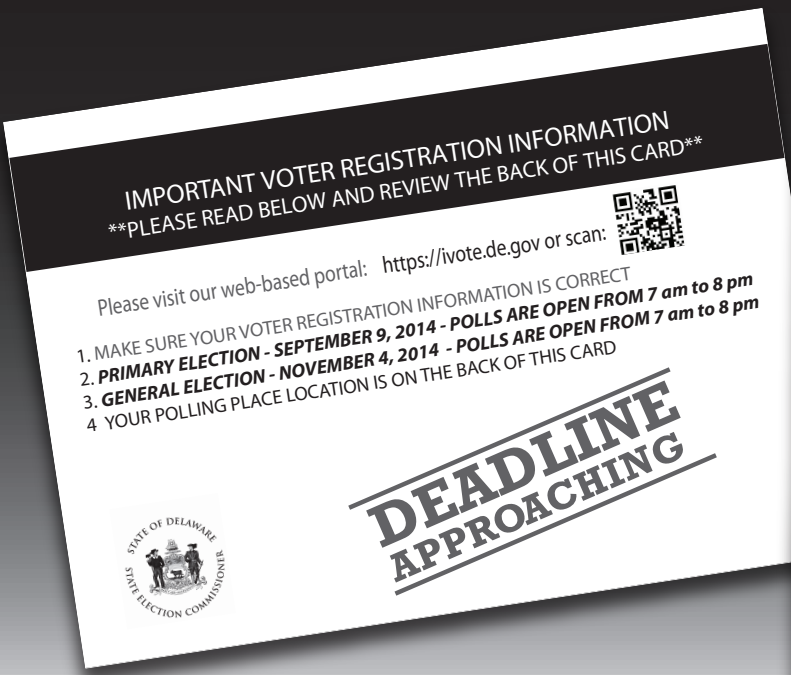 IMPORTANT VOTER REGISTRATION INFORMATION
**PLEASE READ BELOW AND REVIEW THE BACK OF THIS CARD**
Please visit our web-based portal: https://ivote.de.gov or scan:
1. MAKE SURE YOUR VOTER REGISTRATION INFORMATION IS CORRECT
2. PRIMARY ELECTION - SEPTEMBER 9, 2014 - POLLS ARE OPEN FROM 7 am to 8 pm
3. GENERAL ELECTION - NOVEMBER 4, 2014 - POLLS ARE OPEN FROM 7 am to 8 pm
4 YOUR POLLING PLACE LOCATION IS ON THE BACK OF THIS CARD
DEADLINE
APPROACHING
STATE OF DELAWARE
STATE ELECTION COMMISSIONER